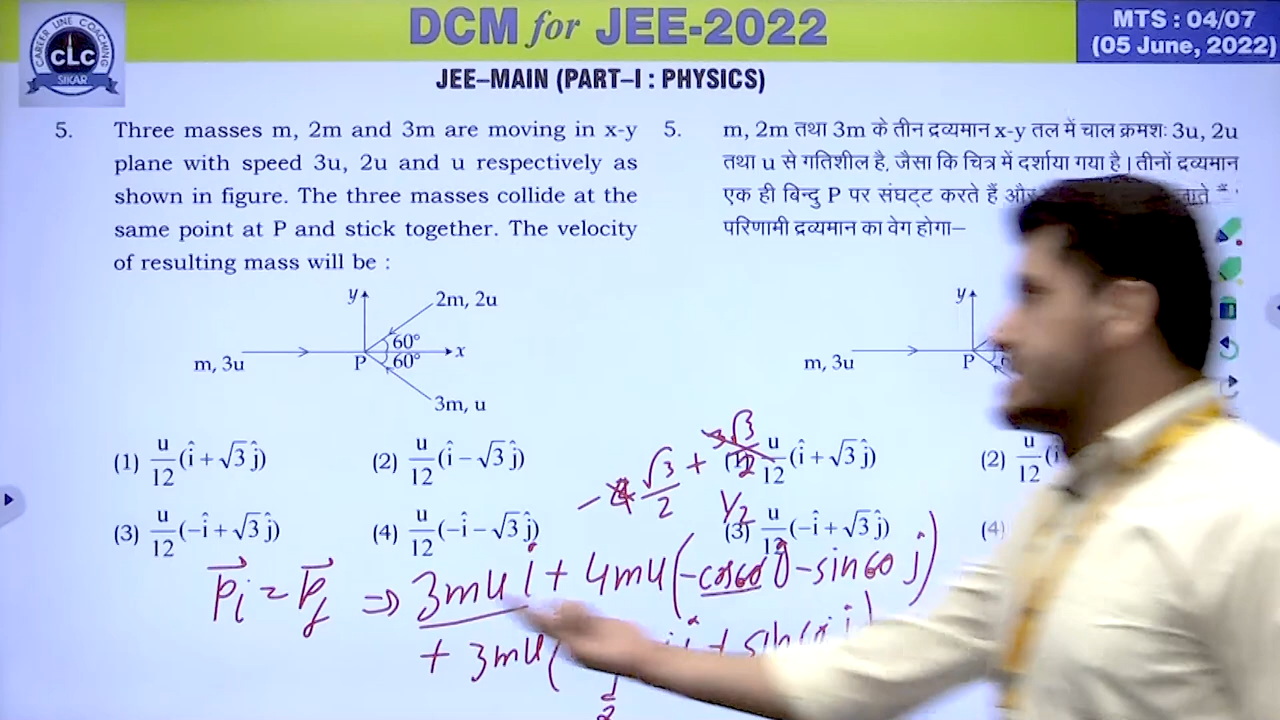 DCM for JEE-2022
MTS : 04/07
(05 June, 2022)
CAREER LINE COACHING
CLC
SIKAR
JEE–MAIN (PART–I : PHYSICS)
5. Three masses m, 2m and 3m are moving in x-y
plane with speed 3u, 2u and u respectively as
shown in figure. The three masses collide at the
same point at P and stick together. The velocity
of resulting mass will be :
y
2m, 2u
60°
x
m, 3u
P
60°
3m, u
(1) u/12 (î + √3 ĵ)
(2) u/12 (î − √3 ĵ)
(3) u/12 (−î + √3 ĵ)
(4) u/12 (−î − √3 ĵ)
5. m, 2m तथा 3m के तीन द्रव्यमान x-y तल में चाल क्रमशः 3u, 2u
तथा u से गतिशील है, जैसा कि चित्र में दर्शाया गया है। तीनों द्रव्यमान
एक ही बिन्दु P पर संघट्ट करते हैं और
परिणामी द्रव्यमान का वेग होगा–
y
m, 3u
P
u/12 (î + √3 ĵ)
(2) u/12
(3) u/12 (−î + √3 ĵ)
(4)
√3/2 +
1/2
Pi = Pf ⇒ 3mu i + 4mu (−cos60 i − sin60 j)
+ 3mu(